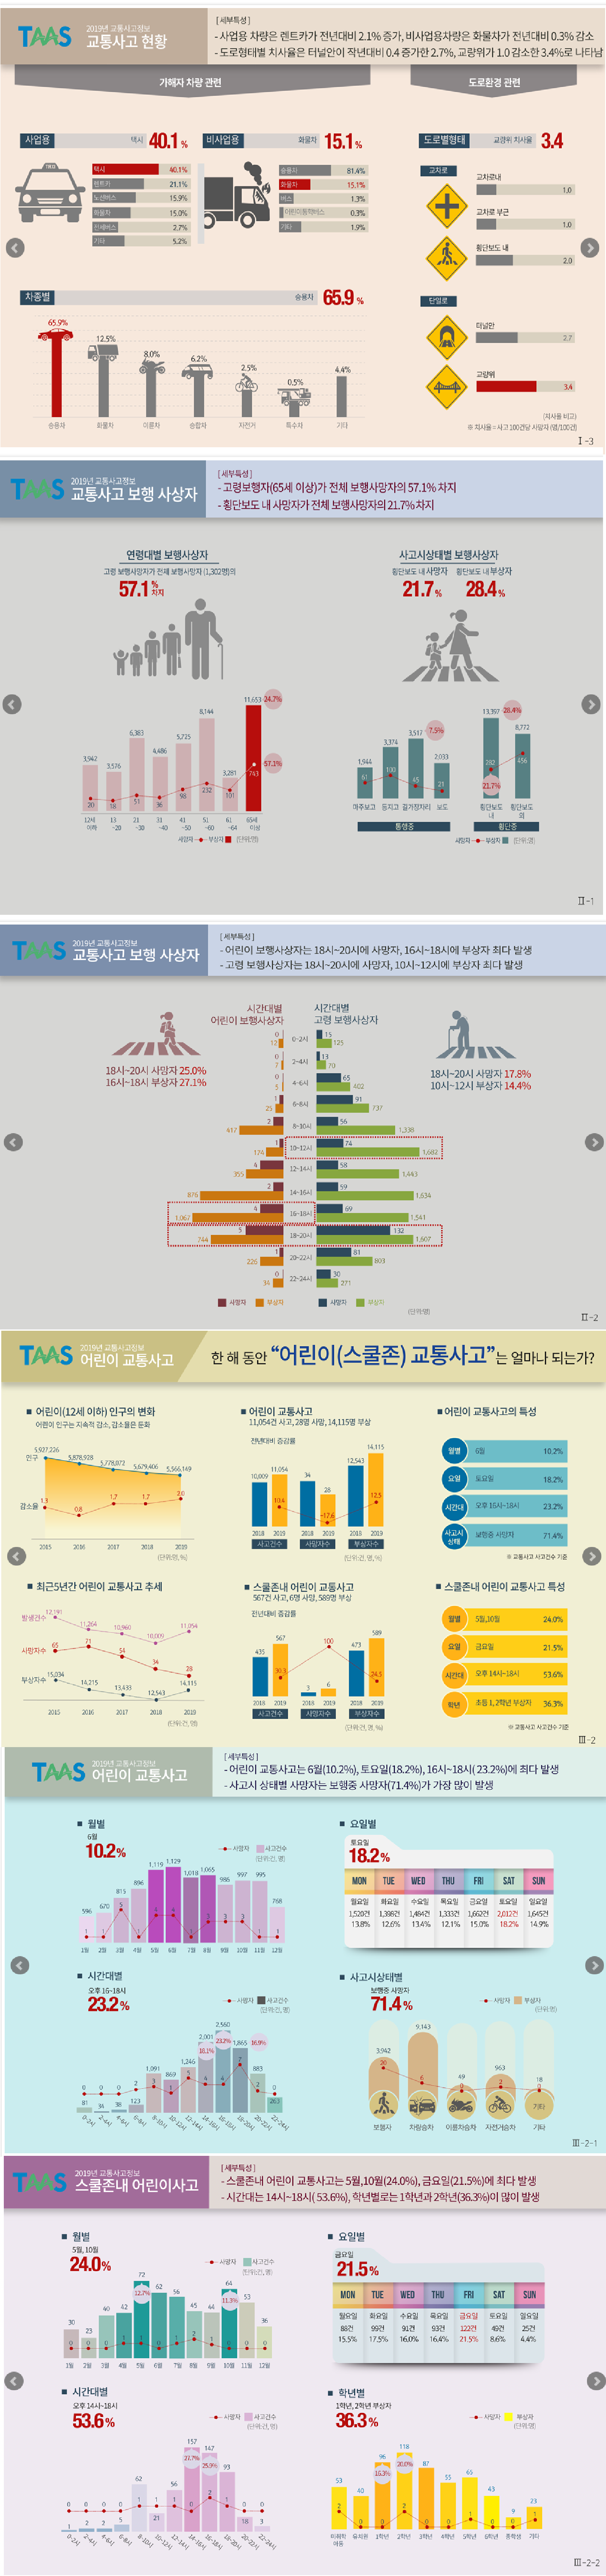 TAAS 2019년 교통사고정보
교통사고 현황
[ 세부특성 ]
- 사업용 차량은 렌트카가 전년대비 2.1% 증가, 비사업용차량은 화물차가 전년대비 0.3% 감소
- 도로형태별 치사율은 터널안이 작년대비 0.4 증가한 2.7%, 교량위가 1.0 감소한 3.4%로 나타남
가해자 차량 관련
도로환경 관련
사업용 택시 40.1 %
비사업용 화물차 15.1 %
도로별형태 교량위 치사율 3.4
택시 40.1%
렌트카 21.1%
노선버스 15.9%
화물차 15.0%
전세버스 2.7%
기타 5.2%
승용차 81.4%
화물차 15.1%
버스 1.3%
어린이통학버스 0.3%
기타 1.9%
교차로
교차로내 1.0
교차로 부근 1.0
횡단보도 내 2.0
단일로
터널안 2.7
교량위 3.4
(치사율 비고)
※ 치사율 = 사고 100건당 사망자 (명/100건)
차종별 승용차 65.9 %
65.9% 12.5% 8.0% 6.2% 2.5% 0.5% 4.4%
승용차 화물차 이륜차 승합차 자전거 특수차 기타
I -3
TAAS 2019년 교통사고정보
교통사고 보행 사상자
[ 세부특성 ]
- 고령보행자(65세 이상)가 전체 보행사망자의 57.1% 차지
- 횡단보도 내 사망자가 전체 보행사망자의 21.7% 차지
연령대별 보행사상자
고령 보행사망자가 전체 보행사망자 (1,302명)의
57.1 % 차지
사고시상태별 보행사상자
횡단보도 내 사망자 횡단보도 내 부상자
21.7 % 28.4 %
3,942 3,576 6,383 4,486 5,725 8,144 3,281 11,653 24.7%
57.1%
20 18 51 36 98 232 101 743
12세 이하 13 ~20 21 ~30 31 ~40 41 ~50 51 ~60 61 ~64 65세 이상
사망자 부상자 (단위:명)
1,944 3,374 3,517 7.5% 2,033 13,397 28.4% 8,772
61 100 45 21 282 21.7% 456
마주보고 등지고 길가장자리 보도 횡단보도 내 횡단보도 외
통행중 횡단중
사망자 부상자 (단위:명)
II -1
TAAS 2019년 교통사고정보
교통사고 보행 사상자
[ 세부특성 ]
- 어린이 보행사상자는 18시~20시에 사망자, 16시~18시에 부상자 최다 발생
- 고령 보행사상자는 18시~20시에 사망자, 10시~12시에 부상자 최다 발생
시간대별
어린이 보행사상자
시간대별
고령 보행사상자
18시~20시 사망자 25.0%
16시~18시 부상자 27.1%
18시~20시 사망자 17.8%
10시~12시 부상자 14.4%
0 12 0~2시 15 125
0 7 2~4시 13 70
0 5 4~6시 65 402
1 25 6~8시 91 737
2 417 8~10시 56 1,338
1 174 10~12시 74 1,682
4 355 12~14시 58 1,443
2 876 14~16시 59 1,634
4 1,067 16~18시 69 1,541
5 744 18~20시 132 1,607
1 226 20~22시 81 803
0 34 22~24시 30 271
사망자 부상자 사망자 부상자
(단위:명)
II -2
TAAS 2019년 교통사고정보
어린이 교통사고
한 해 동안 “어린이(스쿨존) 교통사고”는 얼마나 되는가?
■ 어린이(12세 이하) 인구의 변화
어린이 인구는 지속적 감소, 감소율은 둔화
5,927,226 5,878,928 5,778,072 5,679,406 5,566,149
인구
감소율 1.3 0.8 1.7 1.7 2.0
2015 2016 2017 2018 2019
(단위:명, %)
■ 어린이 교통사고
11,054건 사고, 28명 사망, 14,115명 부상
전년대비 증감률
10,009 11,054 34 28 12,543 14,115
10.4 -17.6 12.5
2018 2019 2018 2019 2018 2019
사고건수 사망자수 부상자수
(단위:건, 명, %)
■ 어린이 교통사고의 특성
월별 6월 10.2%
요일 토요일 18.2%
시간대 오후 16시~18시 23.2%
사고시 상태 보행중 사망자 71.4%
※ 교통사고 사고건수 기준
■ 최근5년간 어린이 교통사고 추세
발생건수 12,191 11,264 10,960 10,009 11,054
사망자수 65 71 54 34 28
부상자수 15,034 14,215 13,433 12,543 14,115
2015 2016 2017 2018 2019
(단위:건, 명)
■ 스쿨존내 어린이 교통사고
567건 사고, 6명 사망, 589명 부상
전년대비 증감률
435 567 3 6 473 589
30.3 100 24.5
2018 2019 2018 2019 2018 2019
사고건수 사망자수 부상자수
(단위:건, 명, %)
■ 스쿨존내 어린이 교통사고 특성
월별 5월,10월 24.0%
요일 금요일 21.5%
시간대 오후 14시~18시 53.6%
학년 초등 1, 2학년 부상자 36.3%
※ 교통사고 사고건수 기준
III -2
TAAS 2019년 교통사고정보
어린이 교통사고
[ 세부특성 ]
- 어린이 교통사고는 6월(10.2%), 토요일(18.2%), 16시~18시( 23.2%)에 최다 발생
- 사고시 상태별 사망자는 보행중 사망자(71.4%)가 가장 많이 발생
■ 월별
6월
10.2%
사망자 사고건수
(단위:건, 명)
596 670 815 896 1,119 1,129 1,018 1,065 986 997 995 768
1월 2월 3월 4월 5월 6월 7월 8월 9월 10월 11월 12월
■ 요일별
토요일
18.2%
MON TUE WED THU FRI SAT SUN
월요일 화요일 수요일 목요일 금요일 토요일 일요일
1,520건 1,398건 1,484건 1,333건 1,662건 2,012건 1,645건
13.8% 12.6% 13.4% 12.1% 15.0% 18.2% 14.9%
■ 시간대별
오후 16~18시
23.2%
사망자 사고건수
(단위:건, 명)
81 34 38 123 1,091 869 1,246 2,001 2,560 1,865 883 263
18.1% 23.2% 16.9%
0~2시 2~4시 4~6시 6~8시 8~10시 10~12시 12~14시 14~16시 16~18시 18~20시 20~22시 22~24시
■ 사고시상태별
보행중 사망자
71.4%
사망자 부상자
(단위:명)
3,942 9,143 49 963 18
20 6 0 2 0
기타
보행자 차량승차 이륜차승차 자전거승차 기타
III -2-1
TAAS 2019년 교통사고정보
스쿨존내 어린이사고
[ 세부특성 ]
- 스쿨존내 어린이 교통사고는 5월,10월(24.0%), 금요일(21.5%)에 최다 발생
- 시간대는 14시~18시( 53.6%), 학년별로는 1학년과 2학년(36.3%)이 많이 발생
■ 월별
5월, 10월
24.0%
사망자 사고건수
(단위:건, 명)
30 23 40 42 72 62 56 45 44 64 53 36
12.7% 11.3%
1월 2월 3월 4월 5월 6월 7월 8월 9월 10월 11월 12월
■ 요일별
금요일
21.5%
MON TUE WED THU FRI SAT SUN
월요일 화요일 수요일 목요일 금요일 토요일 일요일
88건 99건 91건 93건 122건 49건 25건
15.5% 17.5% 16.0% 16.4% 21.5% 8.6% 4.4%
■ 시간대별
오후 14시~18시
53.6%
사망자 사고건수
(단위:건, 명)
1 2 2 5 62 21 56 157 147 93 18 3
27.7% 25.9%
0~2시 2~4시 4~6시 6~8시 8~10시 10~12시 12~14시 14~16시 16~18시 18~20시 20~22시 22~24시
■ 학년별
1학년, 2학년 부상자
36.3%
사망자 부상자
(단위:명)
53 40 96 118 87 55 65 43 9 23
16.3% 20.0%
미취학 아동 유치원 1학년 2학년 3학년 4학년 5학년 6학년 중학생 기타
III -2-2